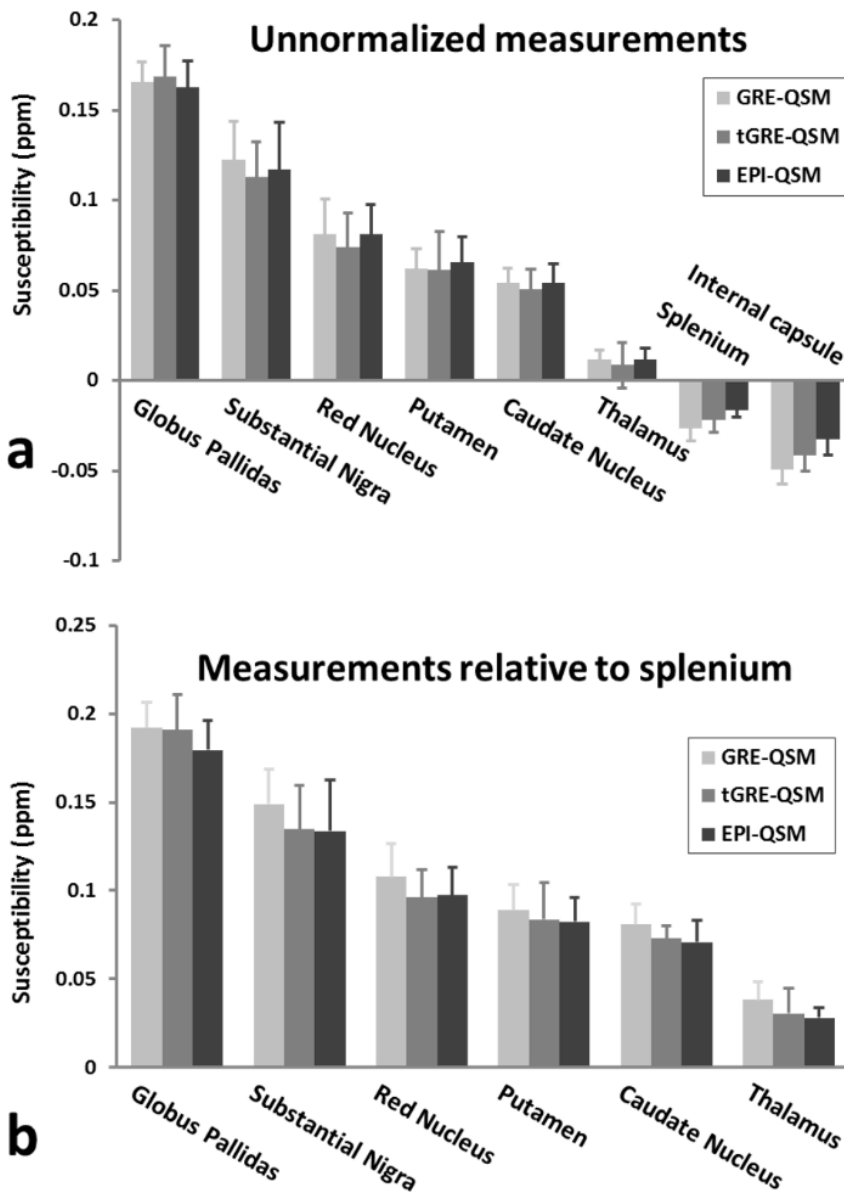 Unnormalized measurements
0.2
0.15
0.1
0.05
0
-0.05
-0.1
Susceptibility (ppm)
GRE-QSM
tGRE-QSM
EPI-QSM
Globus Pallidas
Substantial Nigra
Red Nucleus
Putamen
Caudate Nucleus
Thalamus
Splenium
Internal capsule
a
Measurements relative to splenium
0.25
0.2
0.15
0.1
0.05
0
Susceptibility (ppm)
GRE-QSM
tGRE-QSM
EPI-QSM
Globus Pallidas
Substantial Nigra
Red Nucleus
Putamen
Caudate Nucleus
Thalamus
b